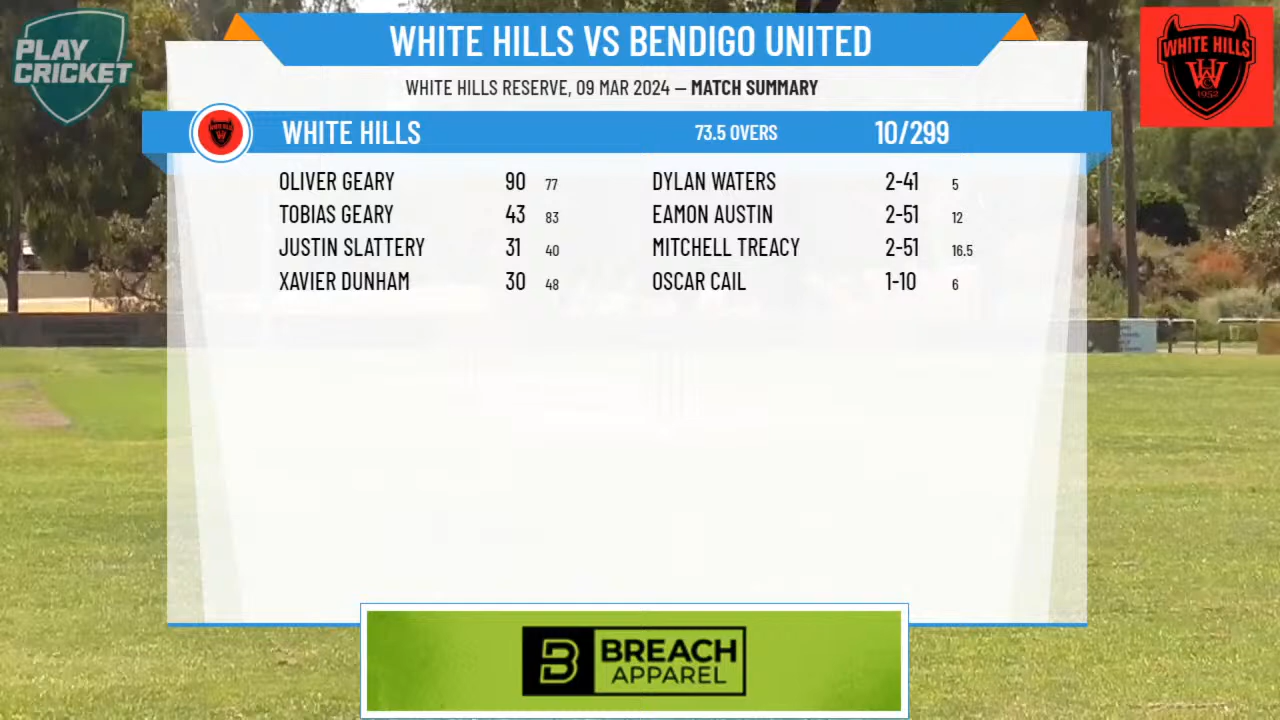 PLAY CRICKET
WHITE HILLS VS BENDIGO UNITED
WHITE HILLS
1952
WHITE HILLS RESERVE, 09 MAR 2024 – MATCH SUMMARY
WHITE HILLS 73.5 OVERS 10/299
OLIVER GEARY 90 77 DYLAN WATERS 2-41 5
TOBIAS GEARY 43 83 EAMON AUSTIN 2-51 12
JUSTIN SLATTERY 31 40 MITCHELL TREACY 2-51 16.5
XAVIER DUNHAM 30 48 OSCAR CAIL 1-10 6
B BREACH
APPAREL